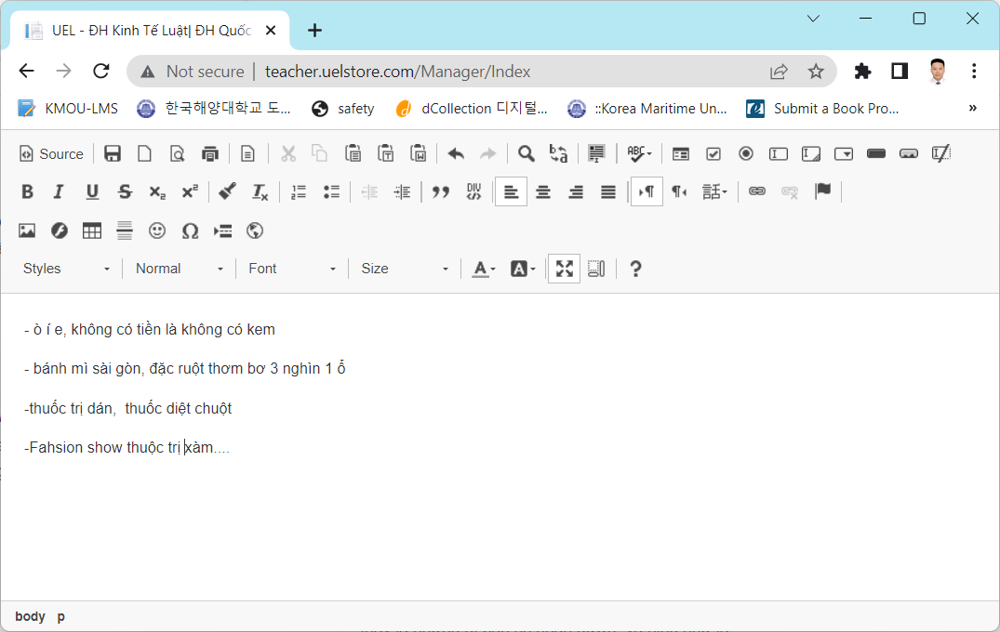 UEL - ĐH Kinh Tế Luật| ĐH Quốc
Not secure | teacher.uelstore.com/Manager/Index
KMOU-LMS 한국해양대학교 도... safety dCollection 디지털... ::Korea Maritime Un... Submit a Book Pro... »
Source
B I U S x₂ x² Iₓ
Styles Normal Font Size A A ?
- ò í e, không có tiền là không có kem
- bánh mì sài gòn, đặc ruột thơm bơ 3 nghìn 1 ổ
-thuốc trị dán, thuốc diệt chuột
-Fahsion show thuộc trị xàm....
body p